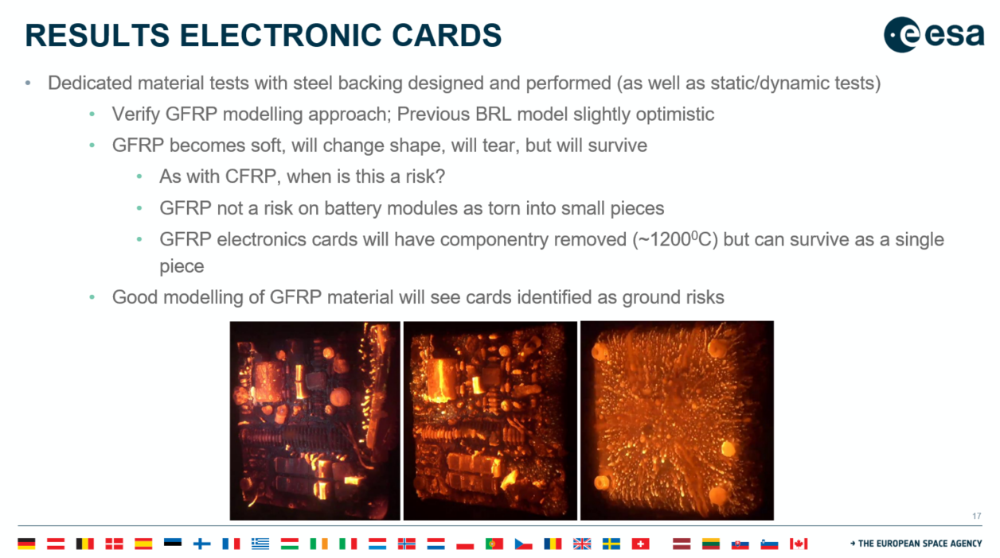 RESULTS ELECTRONIC CARDS
esa
• Dedicated material tests with steel backing designed and performed (as well as static/dynamic tests)
• Verify GFRP modelling approach; Previous BRL model slightly optimistic
• GFRP becomes soft, will change shape, will tear, but will survive
• As with CFRP, when is this a risk?
• GFRP not a risk on battery modules as torn into small pieces
• GFRP electronics cards will have componentry removed (~1200⁰C) but can survive as a single
piece
• Good modelling of GFRP material will see cards identified as ground risks
17
→ THE EUROPEAN SPACE AGENCY